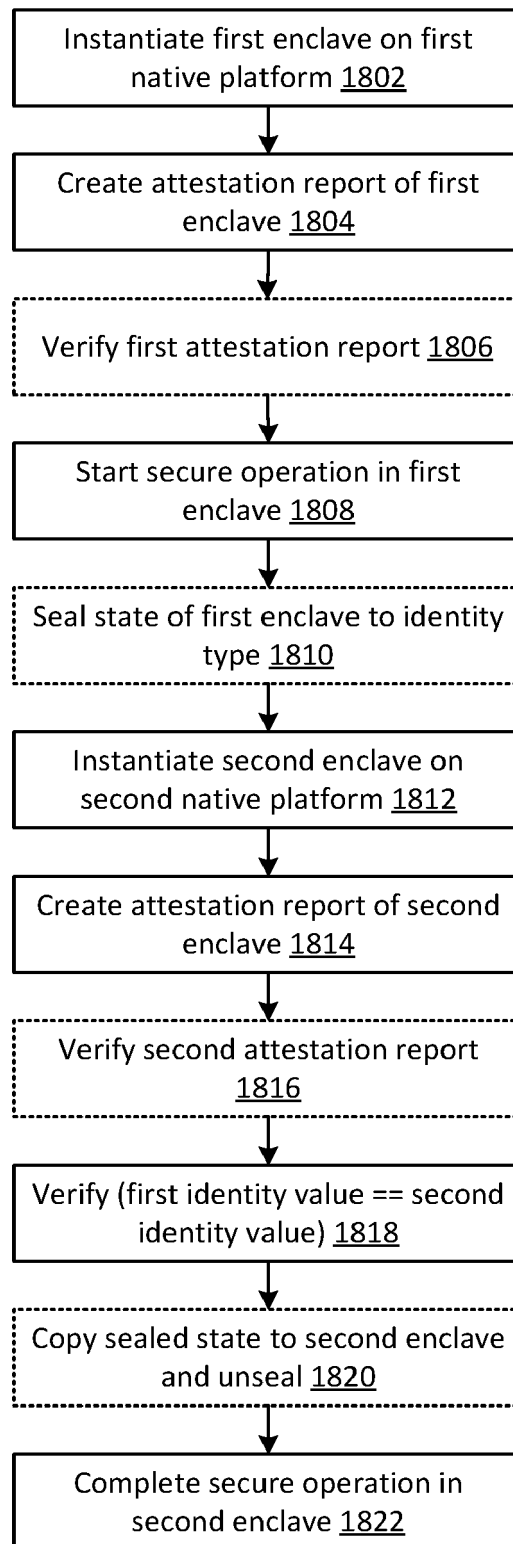 Instantiate first enclave on first
native platform 1802
Create attestation report of first
enclave 1804
Verify first attestation report 1806
Start secure operation in first
enclave 1808
Seal state of first enclave to identity
type 1810
Instantiate second enclave on
second native platform 1812
Create attestation report of second
enclave 1814
Verify second attestation report
1816
Verify (first identity value == second
identity value) 1818
Copy sealed state to second enclave
and unseal 1820
Complete secure operation in
second enclave 1822